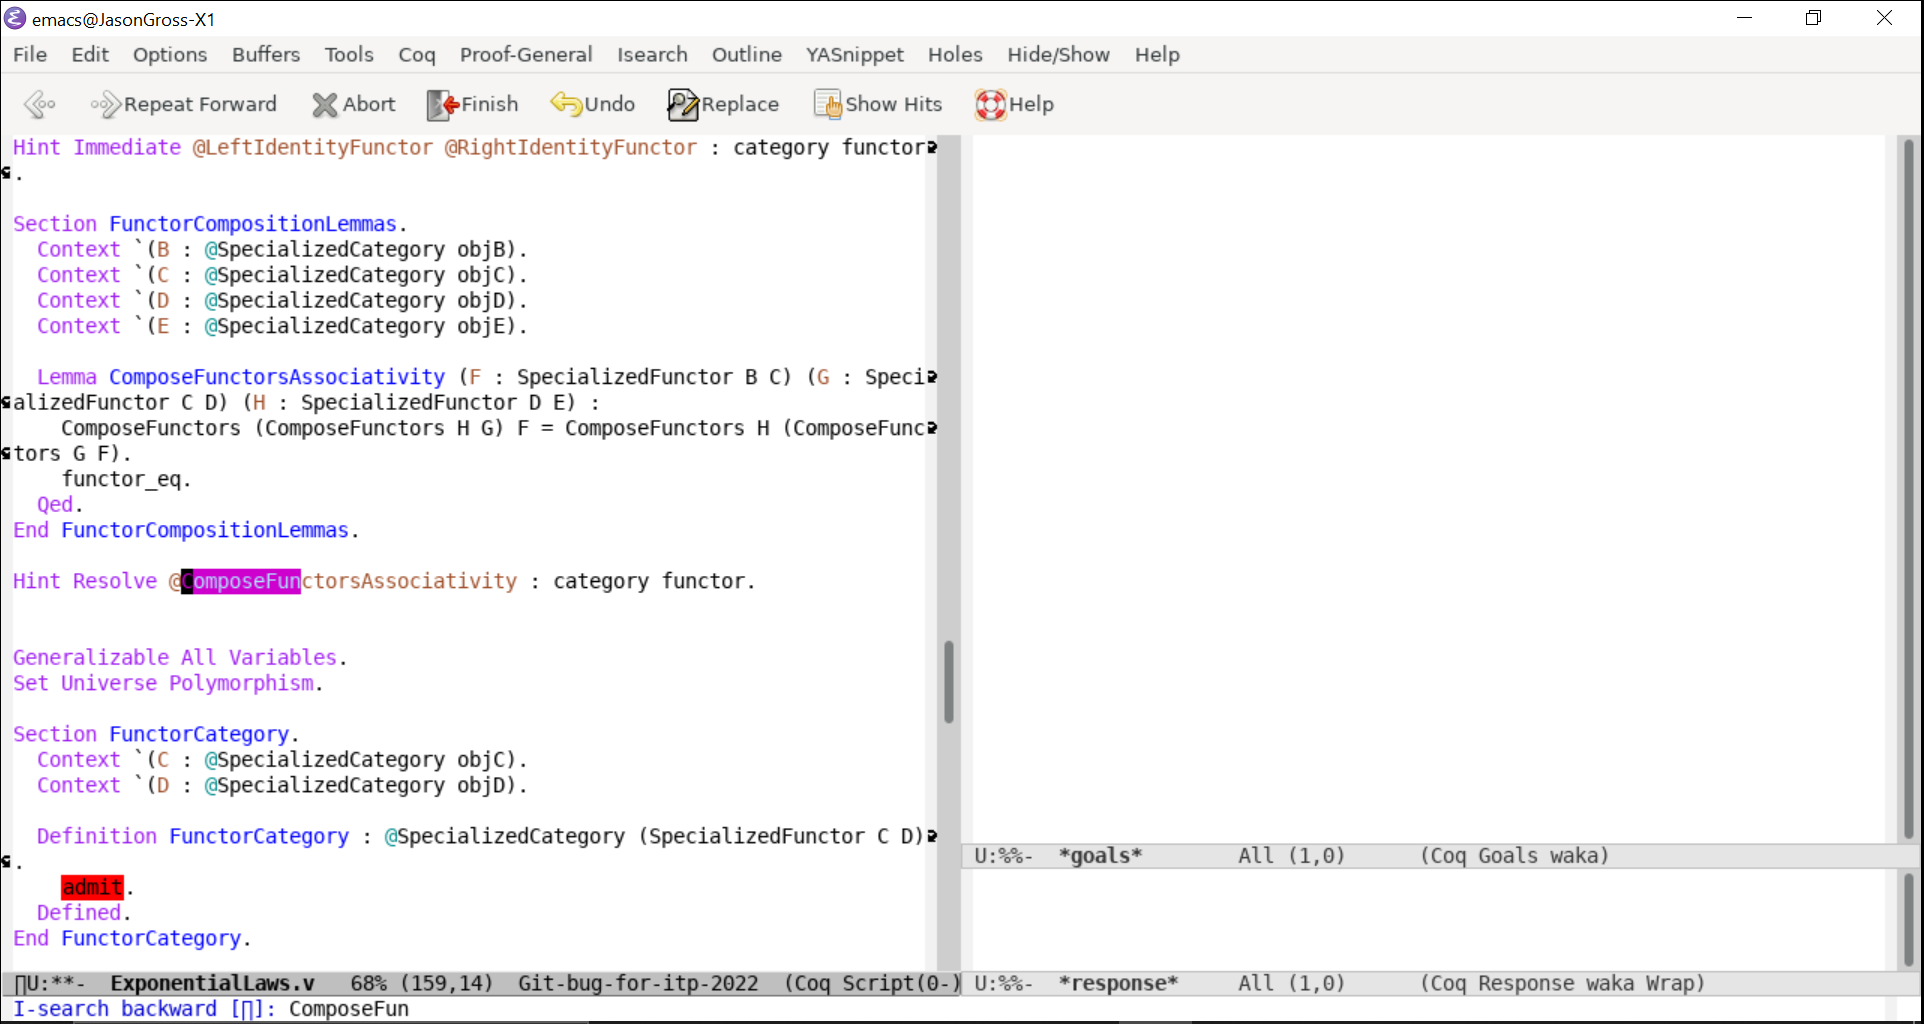 emacs@JasonGross-X1
File Edit Options Buffers Tools Coq Proof-General Isearch Outline YASnippet Holes Hide/Show Help
Repeat Forward Abort Finish Undo Replace Show Hits Help
Hint Immediate @LeftIdentityFunctor @RightIdentityFunctor : category functor
.
Section FunctorCompositionLemmas.
Context `(B : @SpecializedCategory objB).
Context `(C : @SpecializedCategory objC).
Context `(D : @SpecializedCategory objD).
Context `(E : @SpecializedCategory objE).
Lemma ComposeFunctorsAssociativity (F : SpecializedFunctor B C) (G : Speci
alizedFunctor C D) (H : SpecializedFunctor D E) :
ComposeFunctors (ComposeFunctors H G) F = ComposeFunctors H (ComposeFunc
tors G F).
functor_eq.
Qed.
End FunctorCompositionLemmas.
Hint Resolve @ComposeFunctorsAssociativity : category functor.
Generalizable All Variables.
Set Universe Polymorphism.
Section FunctorCategory.
Context `(C : @SpecializedCategory objC).
Context `(D : @SpecializedCategory objD).
Definition FunctorCategory : @SpecializedCategory (SpecializedFunctor C D)
.
admit.
Defined.
End FunctorCategory.
U:**- ExponentialLaws.v 68% (159,14) Git-bug-for-itp-2022 (Coq Script(0-)
I-search backward []: ComposeFun
U:%%- *goals* All (1,0) (Coq Goals waka)
U:%%- *response* All (1,0) (Coq Response waka Wrap)